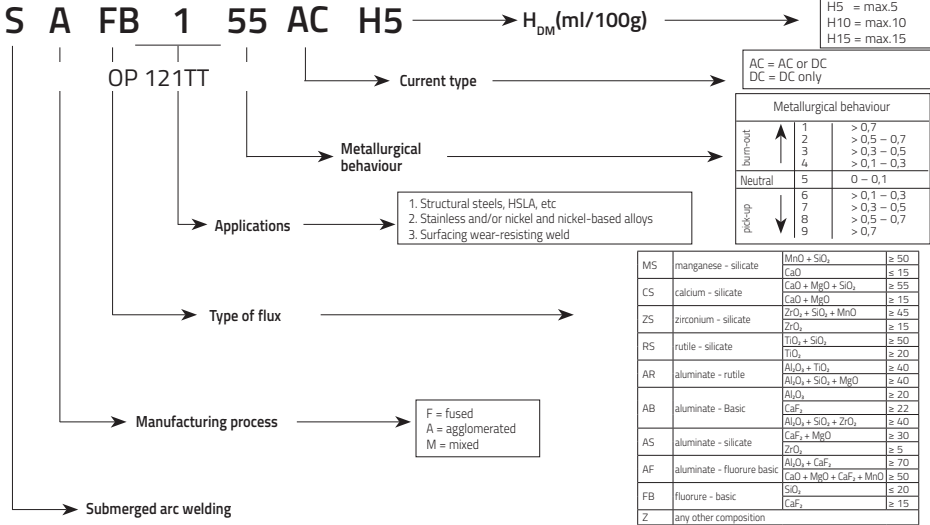 S A FB 1 55 AC H5
H_DM (ml/100g)
H5 = max.5
H10 = max.10
H15 = max.15
OP 121TT
Current type
AC = AC or DC
DC = DC only
Metallurgical
behaviour
Metallurgical behaviour
burn-out
1 > 0,7
2 > 0,5 – 0,7
3 > 0,3 – 0,5
4 > 0,1 – 0,3
Neutral 5 0 – 0,1
pick-up
6 > 0,1 – 0,3
7 > 0,3 – 0,5
8 > 0,5 – 0,7
9 > 0,7
Applications
1. Structural steels, HSLA, etc
2. Stainless and/or nickel and nickel-based alloys
3. Surfacing wear-resisting weld
Type of flux
MS manganese - silicate MnO + SiO₂ ≥ 50
CaO ≤ 15
CS calcium - silicate CaO + MgO + SiO₂ ≥ 55
CaO + MgO ≥ 15
ZS zirconium - silicate ZrO₂ + SiO₂ + MnO ≥ 45
ZrO₂ ≥ 15
RS rutile - silicate TiO₂ + SiO₂ ≥ 50
TiO₂ ≥ 20
AR aluminate - rutile Al₂O₃ + TiO₂ ≥ 40
Al₂O₃ + SiO₂ + MgO ≥ 40
AB aluminate - Basic Al₂O₃ ≥ 20
CaF₂ ≥ 22
Al₂O₃ + SiO₂ + ZrO₂ ≥ 40
AS aluminate - silicate CaF₂ + MgO ≥ 30
ZrO₂ ≥ 5
AF aluminate - fluorure basic Al₂O₃ + CaF₂ ≥ 70
CaO + MgO + CaF₂ + MnO ≥ 50
FB fluorure - basic SiO₂ ≤ 20
CaF₂ ≥ 15
Z any other composition
Manufacturing process
F = fused
A = agglomerated
M = mixed
Submerged arc welding